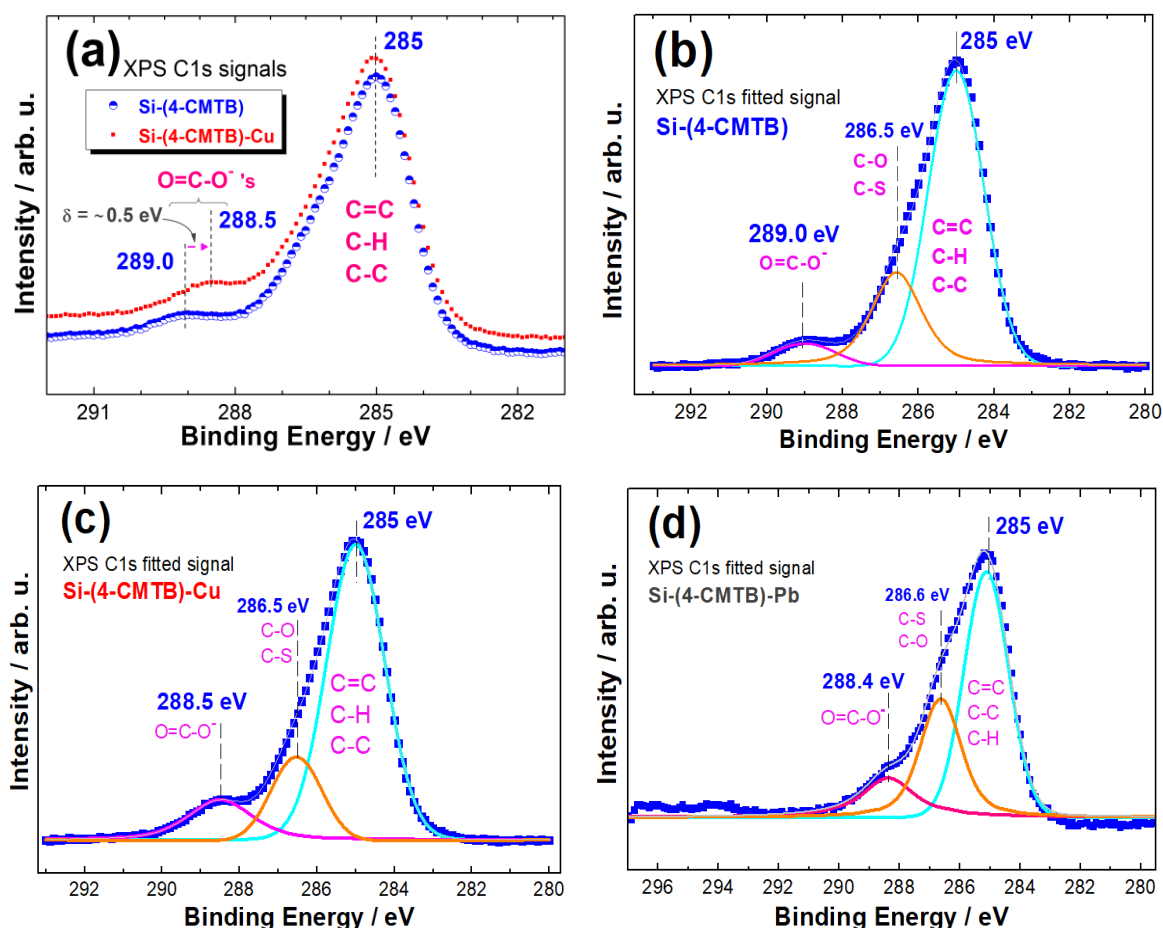 (a)
XPS C1s signals
Si-(4-CMTB)
Si-(4-CMTB)-Cu
285
O=C-O⁻ 's
δ = ~0.5 eV
288.5
289.0
C=C
C-H
C-C
Intensity / arb. u.
291 288 285 282
Binding Energy / eV
(b)
285 eV
XPS C1s fitted signal
Si-(4-CMTB)
286.5 eV
C-O
C-S
289.0 eV
O=C-O⁻
C=C
C-H
C-C
Intensity / arb. u.
292 290 288 286 284 282 280
Binding Energy / eV
(c)
285 eV
XPS C1s fitted signal
Si-(4-CMTB)-Cu
286.5 eV
C-O
C-S
288.5 eV
O=C-O⁻
C=C
C-H
C-C
Intensity / arb. u.
292 290 288 286 284 282 280
Binding Energy / eV
(d)
285 eV
XPS C1s fitted signal
Si-(4-CMTB)-Pb
286.6 eV
C-S
C-O
288.4 eV
O=C-O⁻
C=C
C-C
C-H
Intensity / arb. u.
296 294 292 290 288 286 284 282 280
Binding Energy / eV